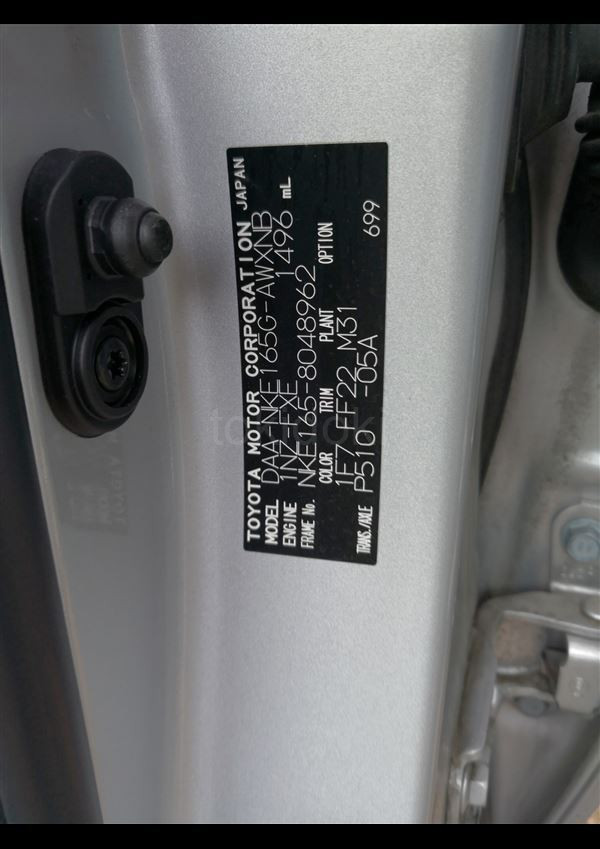 TOYOTA MOTOR CORPORATION JAPAN
MODEL DAA-NKE165G-AWXNB
ENGINE 1NZ-FXE 1496 mL
FRAME No. NKE165-8048962
COLOR TRIM PLANT OPTION
1F7 FF22 M31
TRANS./AXLE P510 -05A 699